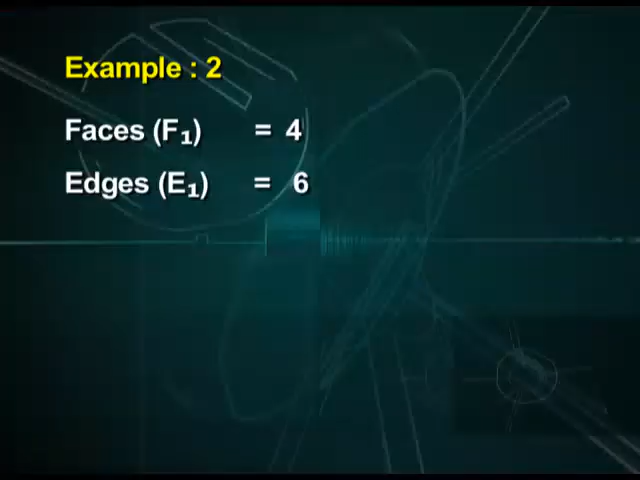 Example : 2
Faces (F₁) = 4
Edges (E₁) = 6